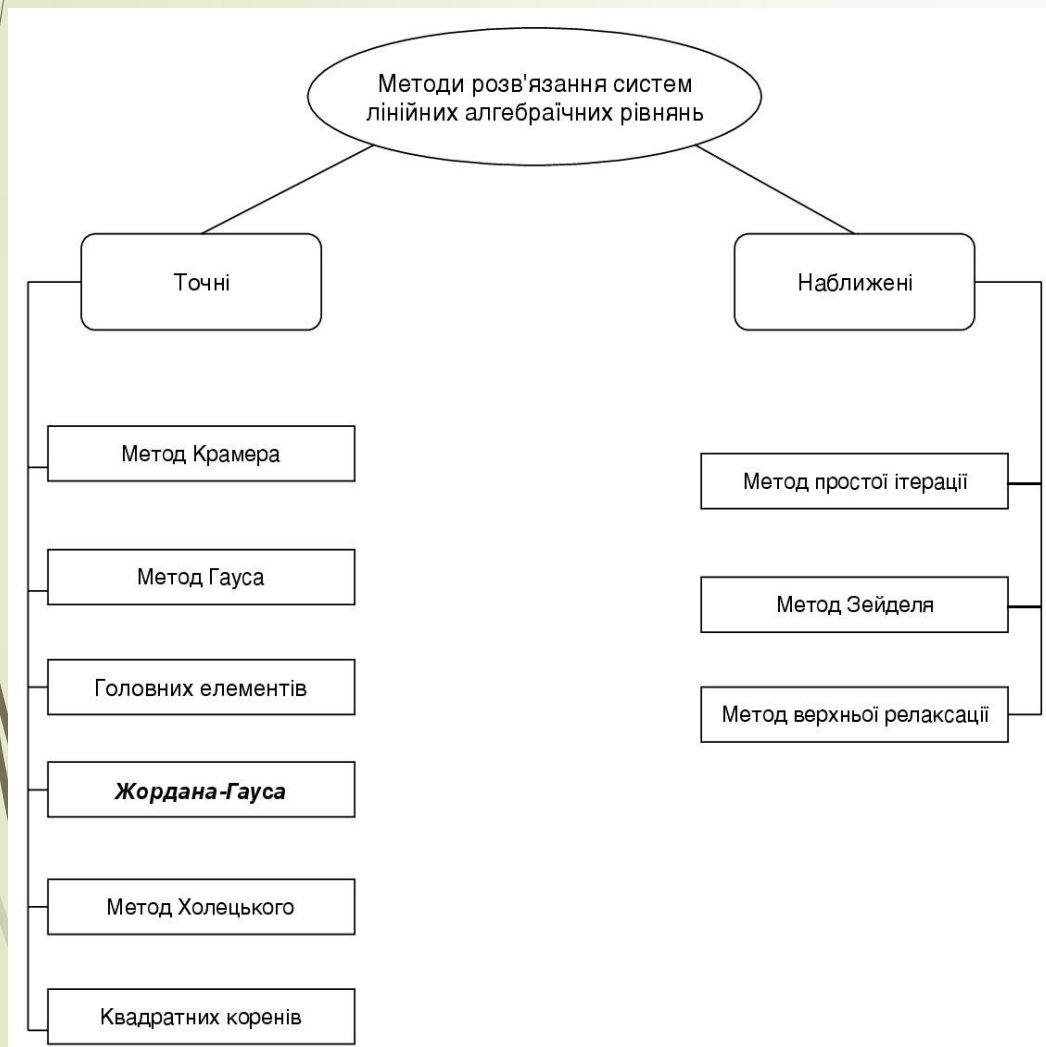 Методи розв'язання систем
лінійних алгебраїчних рівнянь
Точні
Наближені
Метод Крамера
Метод Гауса
Головних елементів
Жордана-Гауса
Метод Холецького
Квадратних коренів
Метод простої ітерації
Метод Зейделя
Метод верхньої релаксації